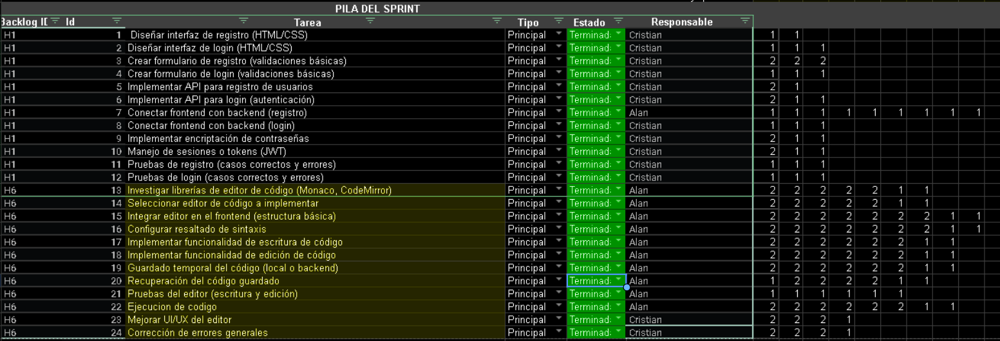 PILA DEL SPRINT
Backlog ID Id Tarea Tipo Estado Responsable
H1 1 Diseñar interfaz de registro (HTML/CSS) Principal Terminad: Cristian 1 1
H1 2 Diseñar interfaz de login (HTML/CSS) Principal Terminad: Cristian 1 1 1
H1 3 Crear formulario de registro (validaciones básicas) Principal Terminad: Cristian 2 2 2
H1 4 Crear formulario de login (validaciones básicas) Principal Terminad: Cristian 1 1 1
H1 5 Implementar API para registro de usuarios Principal Terminad: Cristian 2 1
H1 6 Implementar API para login (autenticación) Principal Terminad: Cristian 2 1 1
H1 7 Conectar frontend con backend (registro) Principal Terminad: Alan 1 1 1 1 1 1 1 1 1
H1 8 Conectar frontend con backend (login) Principal Terminad: Cristian 1 1 1
H1 9 Implementar encriptación de contraseñas Principal Terminad: Cristian 2 1 1
H1 10 Manejo de sesiones o tokens (JWT) Principal Terminad: Cristian 2 1 1
H1 11 Pruebas de registro (casos correctos y errores) Principal Terminad: Cristian 1 1 1
H1 12 Pruebas de login (casos correctos y errores) Principal Terminad: Cristian 1 1 1
H6 13 Investigar librerías de editor de código (Monaco, CodeMirror) Principal Terminad: Alan 2 2 2 2 2 1 1
H6 14 Seleccionar editor de código a implementar Principal Terminad: Alan 2 2 2 2 2 1 1
H6 15 Integrar editor en el frontend (estructura básica) Principal Terminad: Alan 2 2 2 2 2 2 2 1 1
H6 16 Configurar resaltado de sintaxis Principal Terminad: Alan 2 2 2 2 2 2 2 1 1
H6 17 Implementar funcionalidad de escritura de código Principal Terminad: Alan 2 2 2 2 2 2 1 1
H6 18 Implementar funcionalidad de edición de código Principal Terminad: Alan 2 2 2 2 2 2 1 1
H6 19 Guardado temporal del código (local o backend) Principal Terminad: Alan 2 2 2 2 2 2 1 1
H6 20 Recuperación del código guardado Principal Terminad: Alan 1 2 2 2 2 1 1
H6 21 Pruebas del editor (escritura y edición) Principal Terminad: Alan 1 1 1 1 1 1
H6 22 Ejecucion de codigo Principal Terminad: Alan 2 2 2 2 2 2 1 1
H6 23 Mejorar UI/UX del editor Principal Terminad: Cristian 2 2 2 1
H6 24 Corrección de errores generales Principal Terminad: Cristian 2 2 2 1